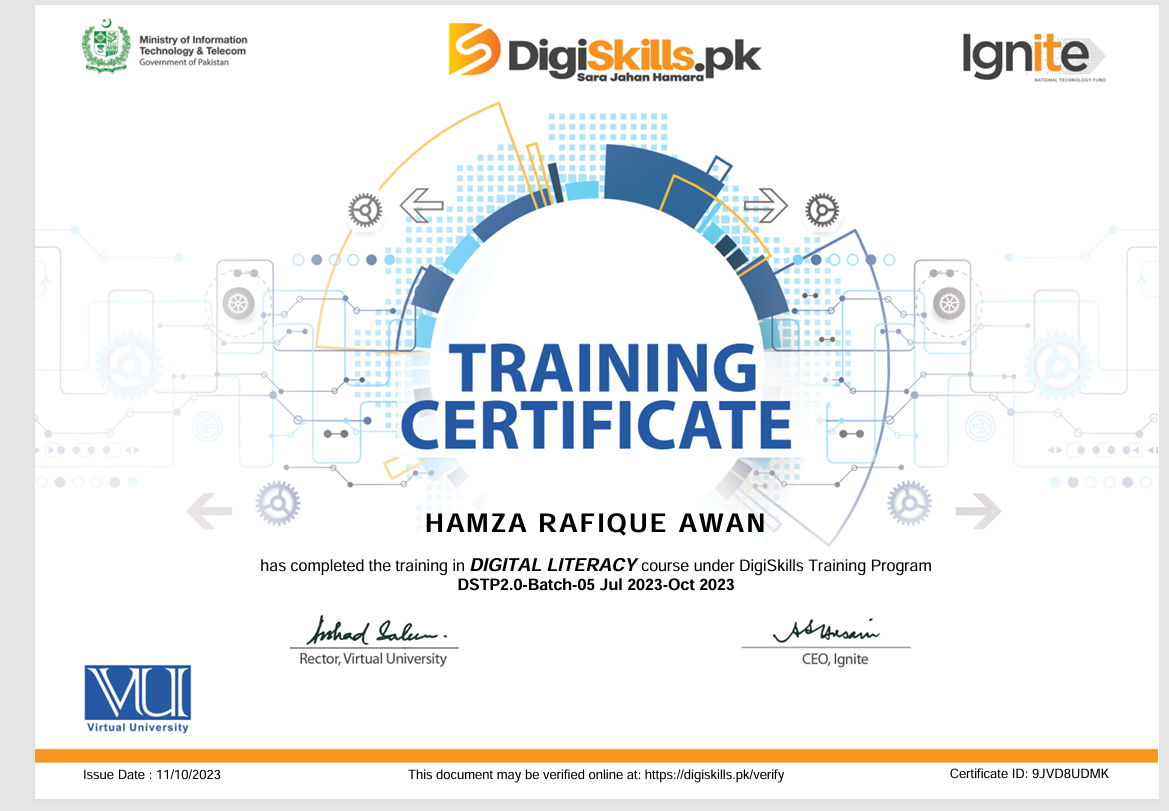 Ministry of Information
Technology & Telecom
Government of Pakistan
DigiSkills.pk
Sara Jahan Hamara
Ignite
NATIONAL TECHNOLOGY FUND
TRAINING
CERTIFICATE
HAMZA RAFIQUE AWAN
has completed the training in DIGITAL LITERACY course under DigiSkills Training Program
DSTP2.0-Batch-05 Jul 2023-Oct 2023
Rector, Virtual University
CEO, Ignite
VU
Virtual University
Issue Date : 11/10/2023
This document may be verified online at: https://digiskills.pk/verify
Certificate ID: 9JVD8UDMK